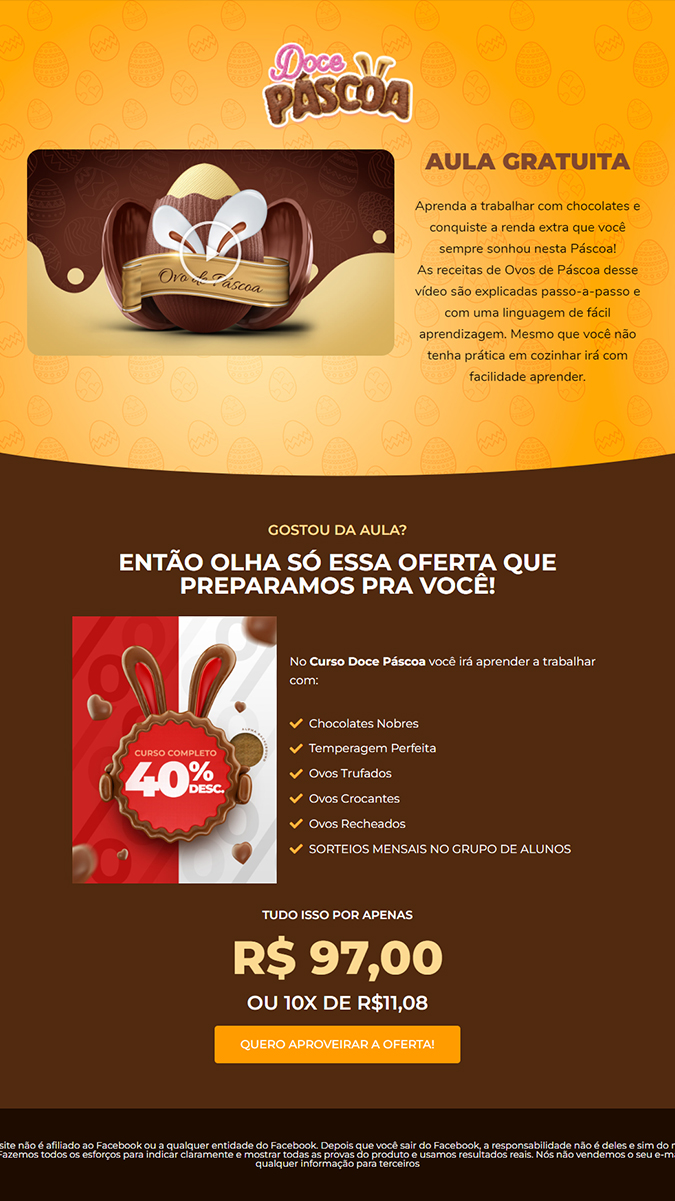 Doce
PÁSCOA
AULA GRATUITA
Aprenda a trabalhar com chocolates e
conquiste a renda extra que você
sempre sonhou nesta Páscoa!
As receitas de Ovos de Páscoa desse
vídeo são explicadas passo-a-passo e
com uma linguagem de fácil
aprendizagem. Mesmo que você não
tenha prática em cozinhar irá com
facilidade aprender.
Ovo de Páscoa
GOSTOU DA AULA?
ENTÃO OLHA SÓ ESSA OFERTA QUE
PREPARAMOS PRA VOCÊ!
CURSO COMPLETO
40%
DESC.
No Curso Doce Páscoa você irá aprender a trabalhar
com:
Chocolates Nobres
Temperagem Perfeita
Ovos Trufados
Ovos Crocantes
Ovos Recheados
SORTEIOS MENSAIS NO GRUPO DE ALUNOS
TUDO ISSO POR APENAS
R$ 97,00
OU 10X DE R$11,08
QUERO APROVEIRAR A OFERTA!
site não é afiliado ao Facebook ou a qualquer entidade do Facebook. Depois que você sair do Facebook, a responsabilidade não é deles e sim do
Fazemos todos os esforços para indicar claramente e mostrar todas as provas do produto e usamos resultados reais. Nós não vendemos o seu
qualquer informação para terceiros